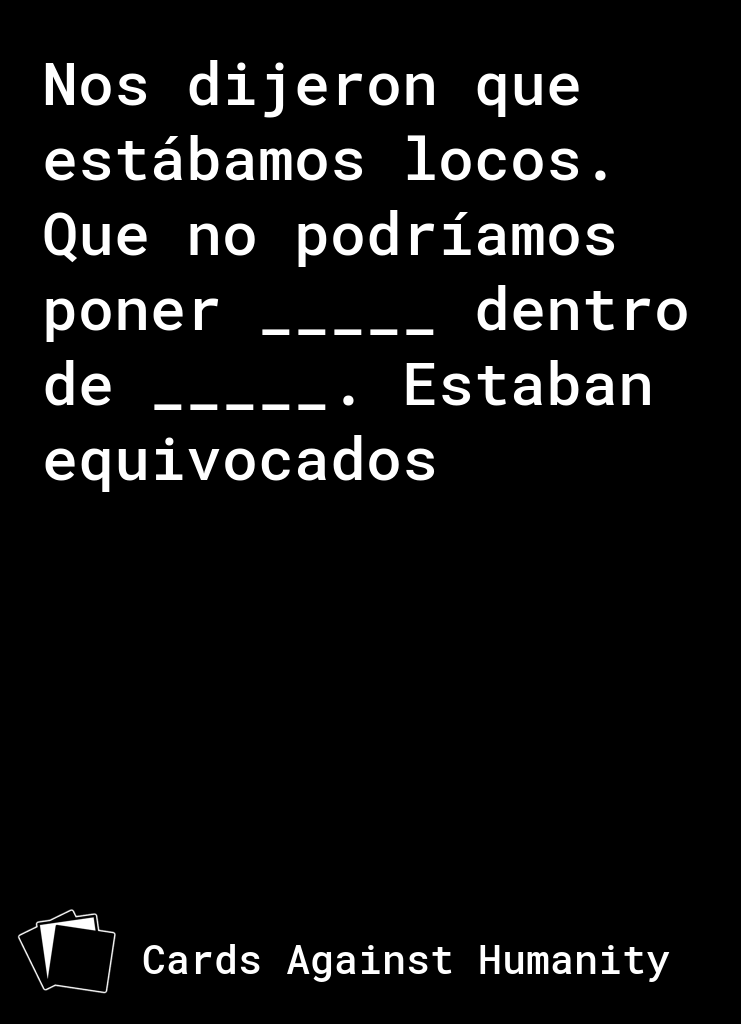 Nos dijeron que
estábamos locos.
Que no podríamos
poner _____ dentro
de _____. Estaban
equivocados
Cards Against Humanity